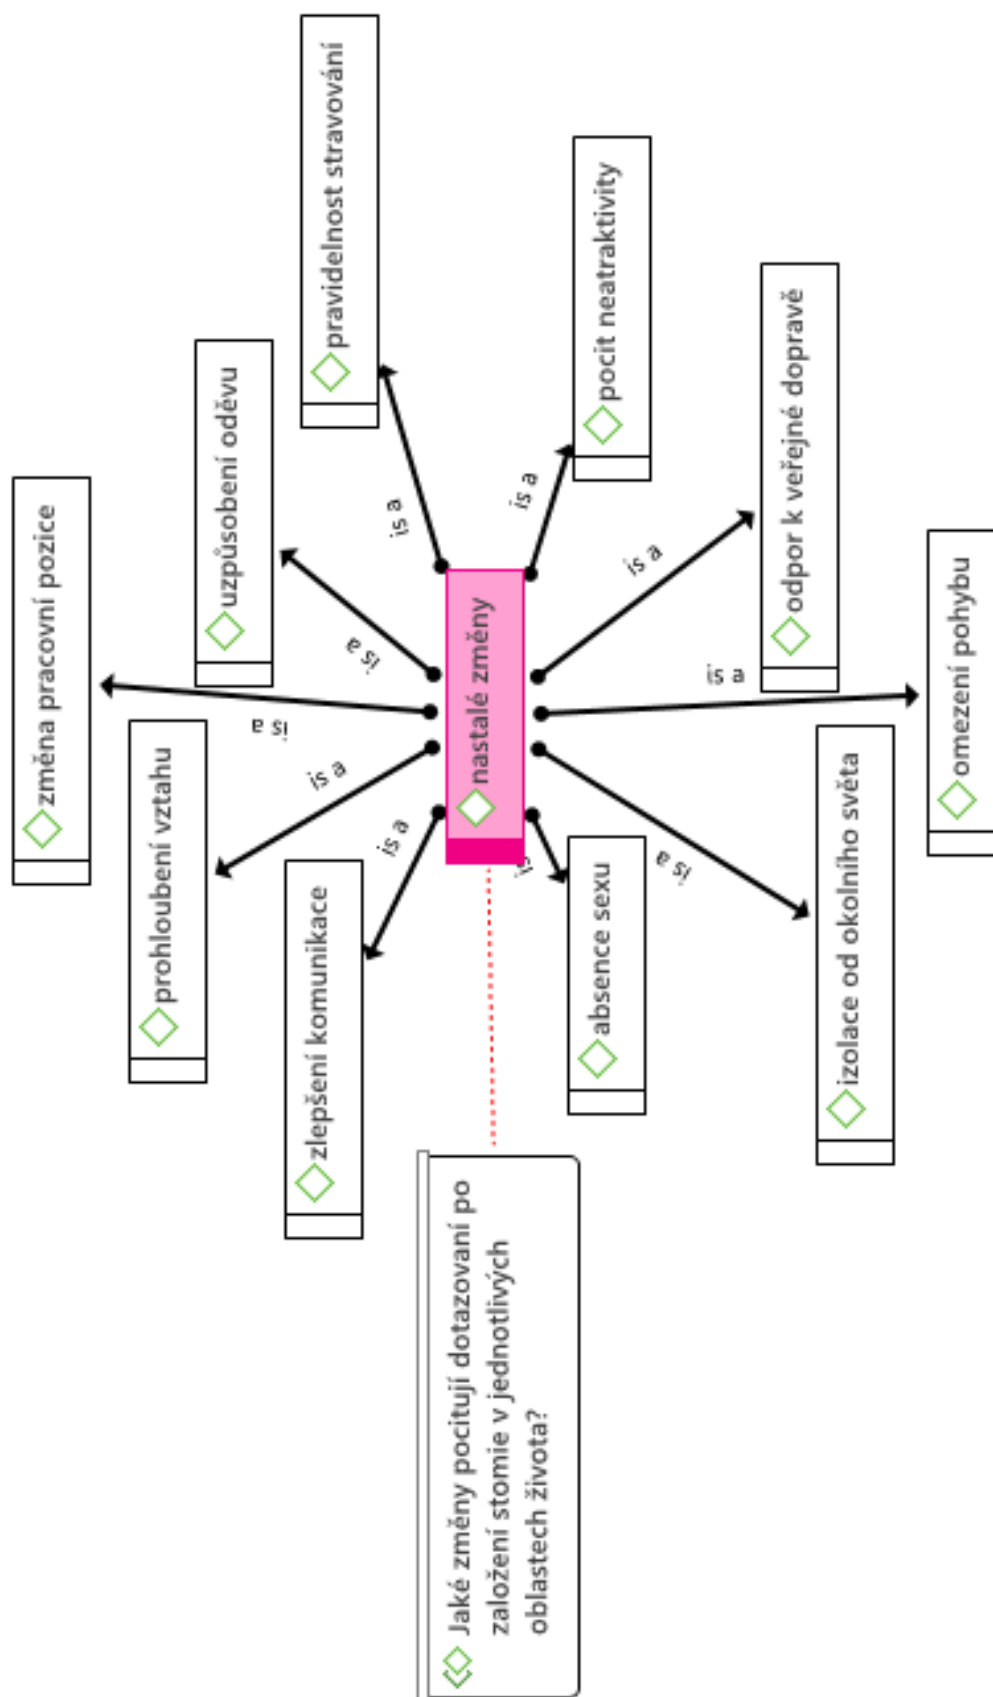 změna pracovní pozice
prohloubení vztahu
uzpůsobení oděvu
zlepšení komunikace
pravidelnost stravování
is a
is a
is a
is a
is a
Jaké změny pocitují dotazovaní po
založení stomie v jednotlivých
oblastech života?
nastalé změny
is
is a
is a
is a
is a
absence sexu
pocit neatraktivity
odpor k veřejné dopravě
izolace od okolního světa
omezení pohybu